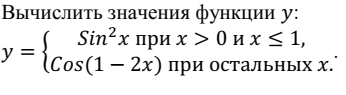 Вычислить значения функции y:
y = { Sin²x при x > 0 и x ≤ 1,
Cos(1 − 2x) при остальных x.